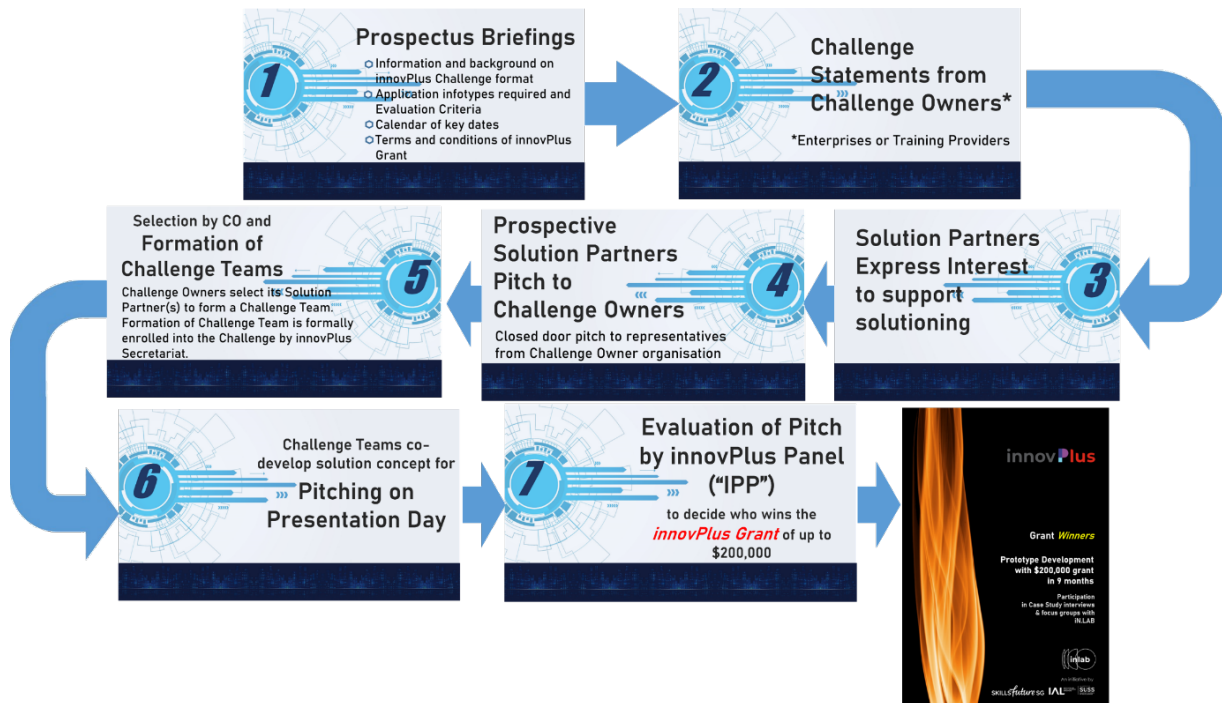 1
Prospectus Briefings
Information and background on
innovPlus Challenge format
Application infotypes required and
Evaluation Criteria
Calendar of key dates
Terms and conditions of innovPlus
Grant
2
Challenge
Statements from
Challenge Owners*
*Enterprises or Training Providers
3
Solution Partners
Express Interest
to support
solutioning
4
Prospective
Solution Partners
Pitch to
Challenge Owners
Closed door pitch to representatives
from Challenge Owner organisation
5
Selection by CO and
Formation of
Challenge Teams
Challenge Owners select its Solution
Partner(s) to form a Challenge Team.
Formation of Challenge Team is formally
enrolled into the Challenge by innovPlus
Secretariat.
6
Challenge Teams co-
develop solution concept for
Pitching on
Presentation Day
7
Evaluation of Pitch
by innovPlus Panel
(“IPP”)
to decide who wins the
innovPlus Grant of up to
$200,000
innovPlus
Grant Winners
Prototype Development
with $200,000 grant
in 9 months
Participation
in Case Study interviews
& focus groups with
iN.LAB
inlab
An initiative by
SKILLSfuture SG IAL SUSS